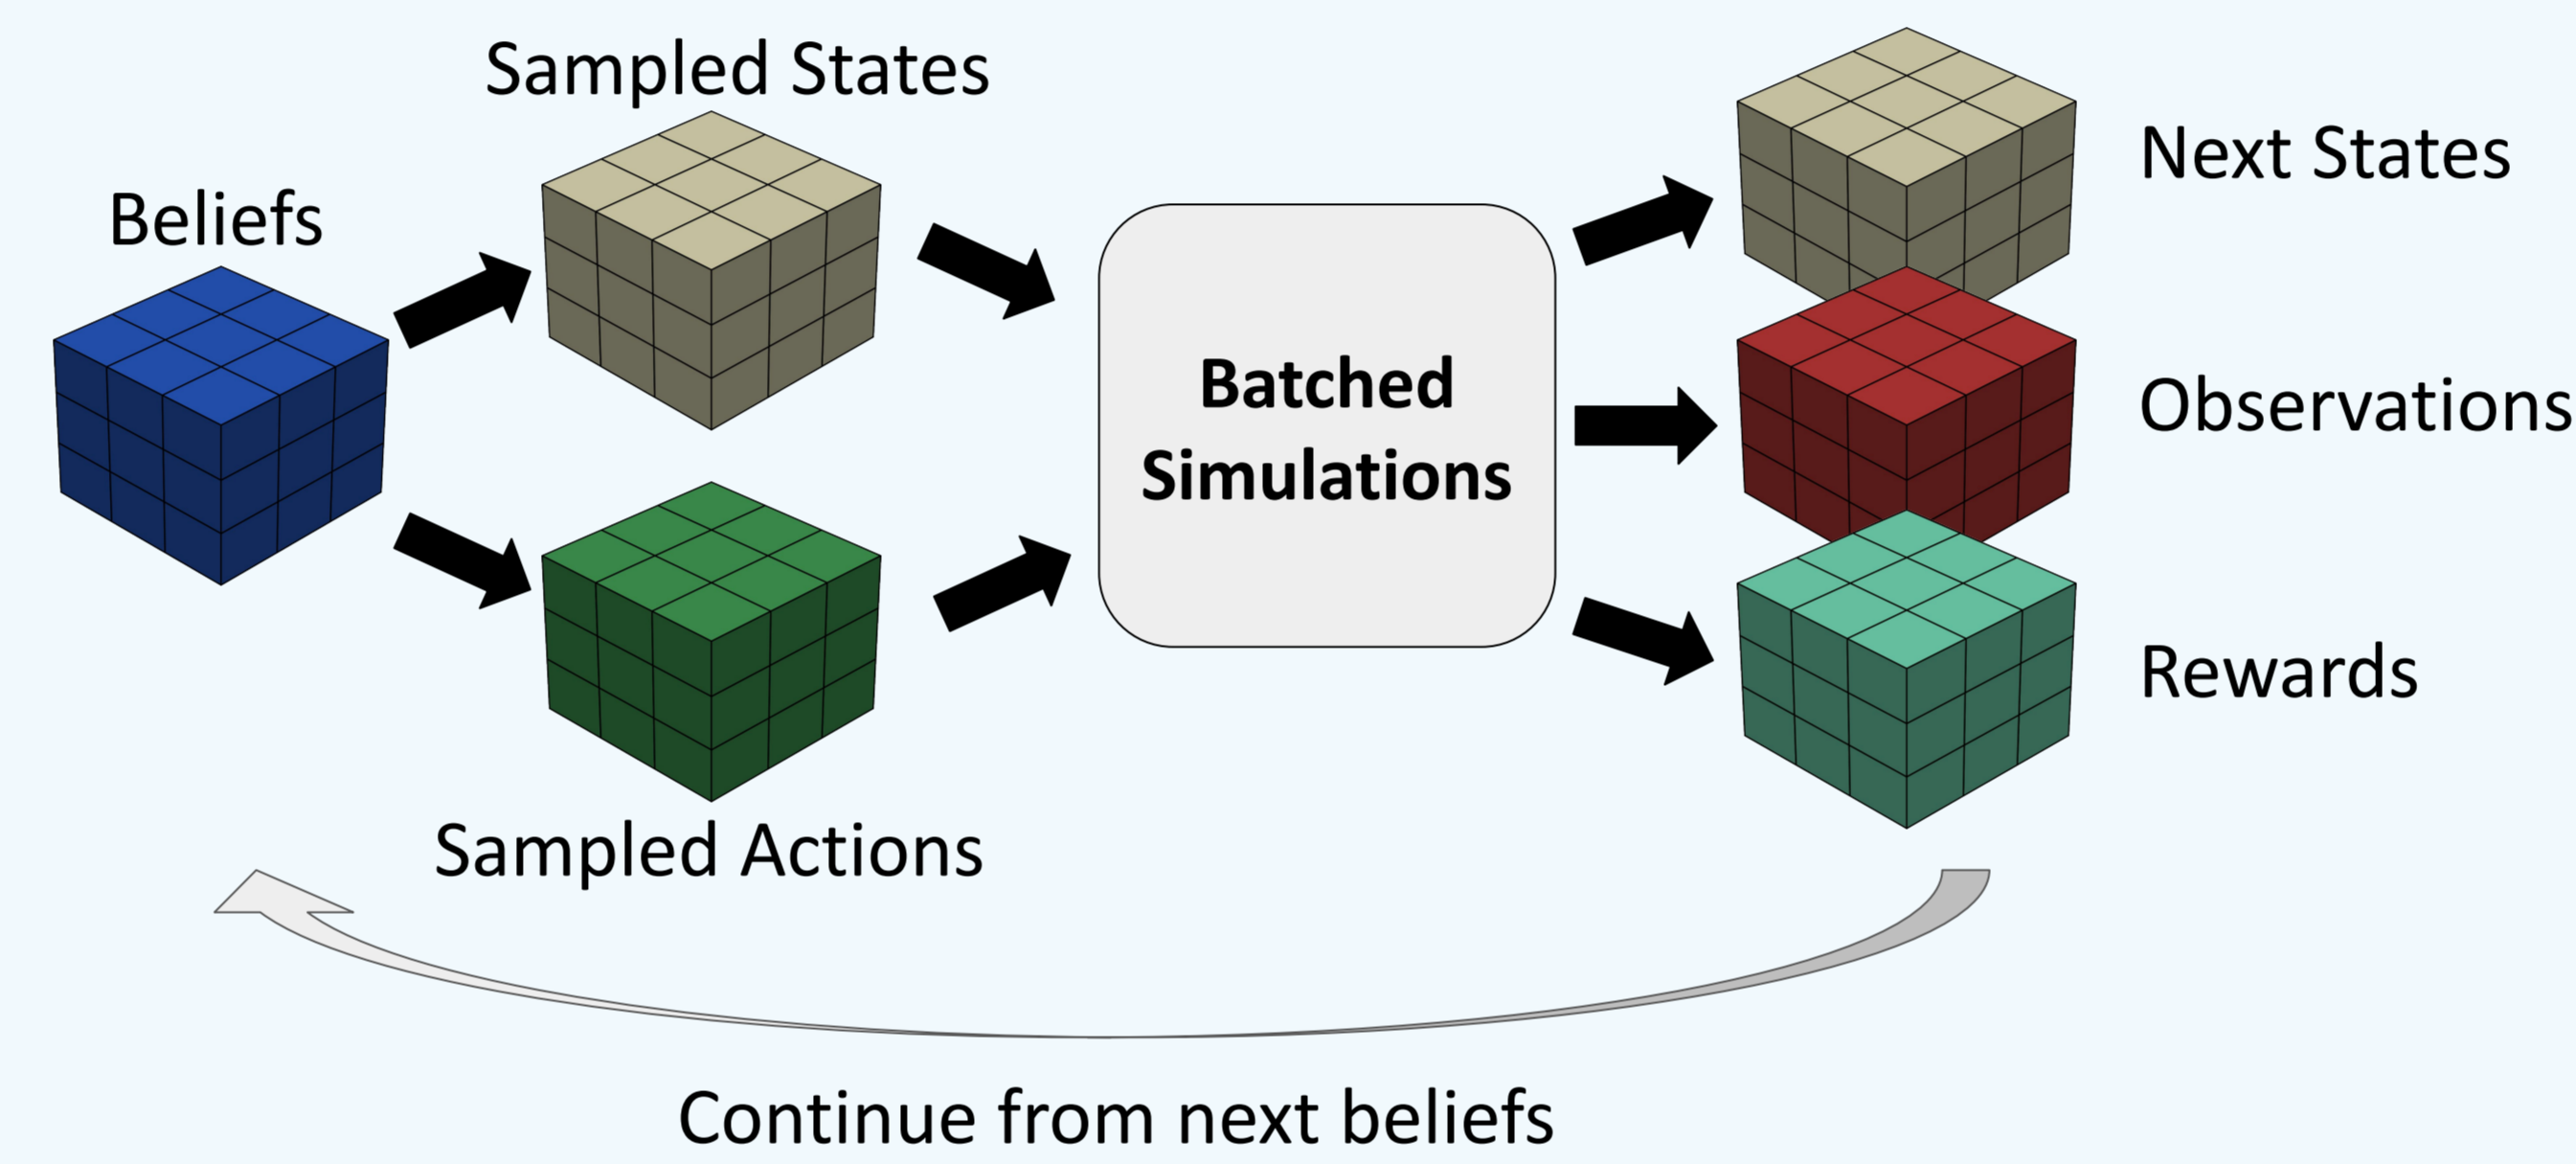 Sampled States
Beliefs
Next States
Observations
Batched
Simulations
Rewards
Sampled Actions
Continue from next beliefs